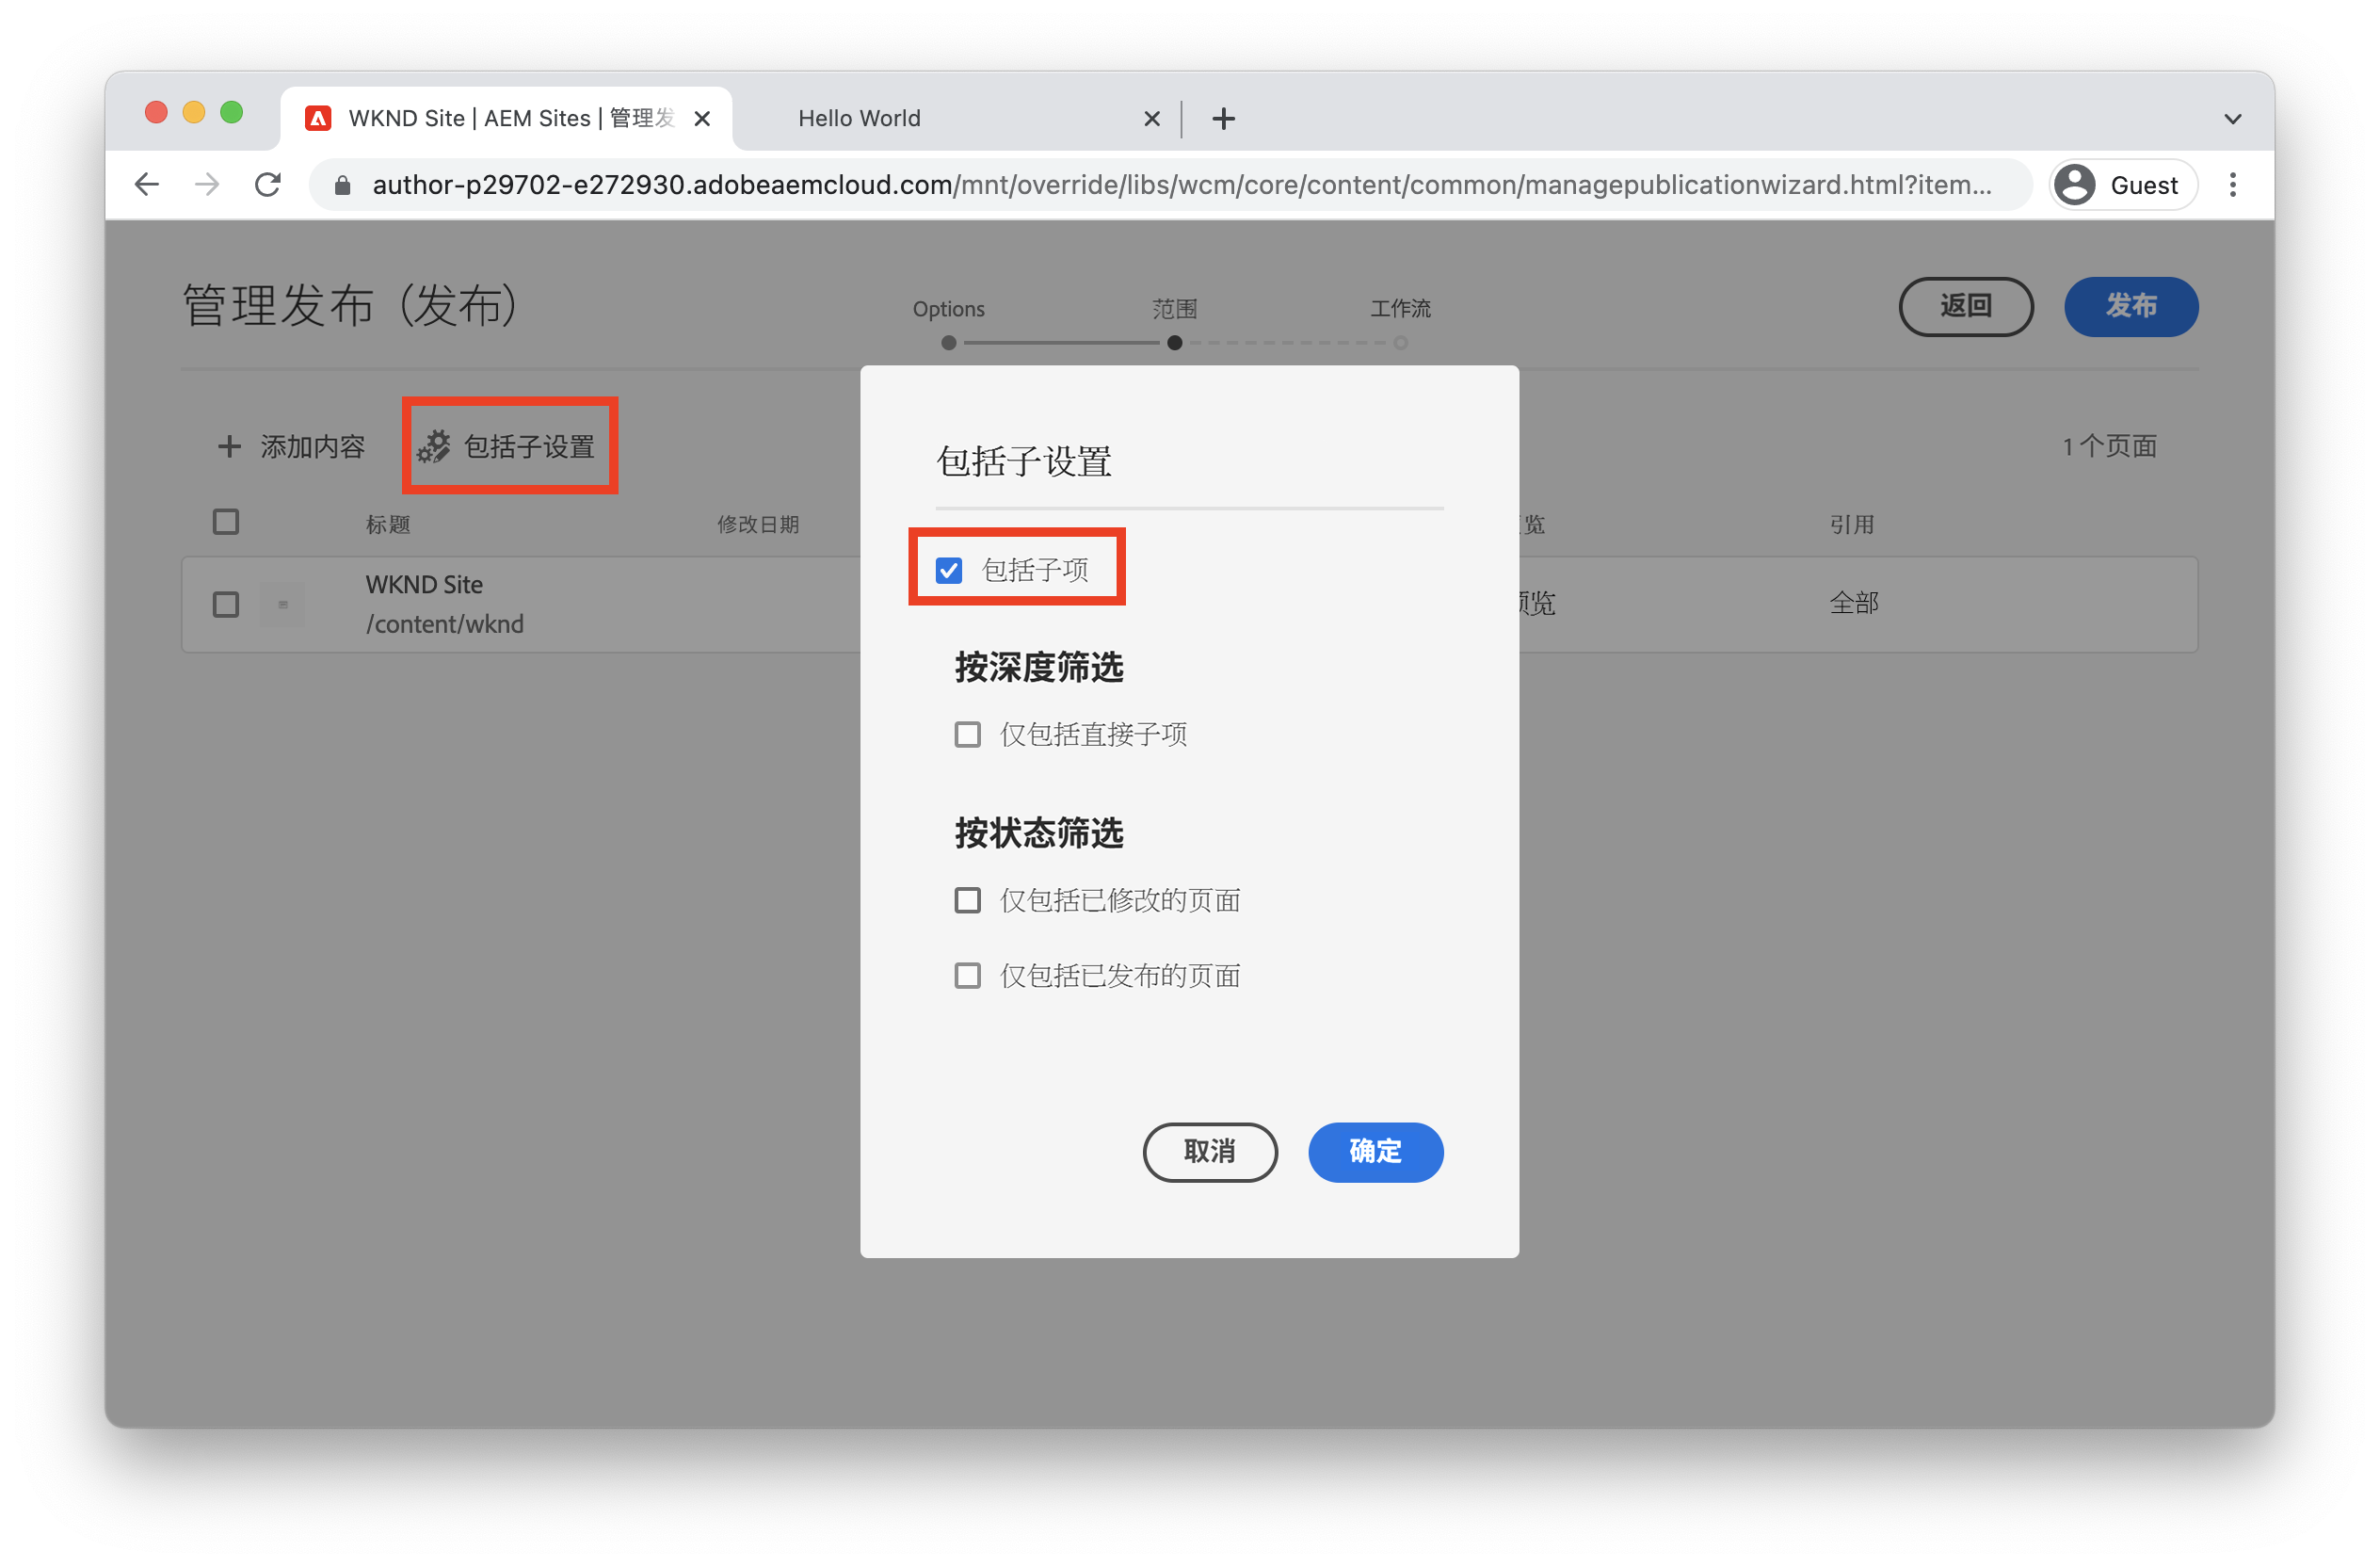 WKND Site | AEM Sites | 管理发
Hello World
author-p29702-e272930.adobeaemcloud.com/mnt/override/libs/wcm/core/content/common/managepublicationwizard.html?item...
Guest
管理发布 (发布)
Options
范围
工作流
返回
发布
添加内容
包括子设置
1 个页面
标题
修改日期
览
引用
WKND Site
/content/wknd
预览
全部
包括子设置
包括子项
按深度筛选
仅包括直接子项
按状态筛选
仅包括已修改的页面
仅包括已发布的页面
取消
确定